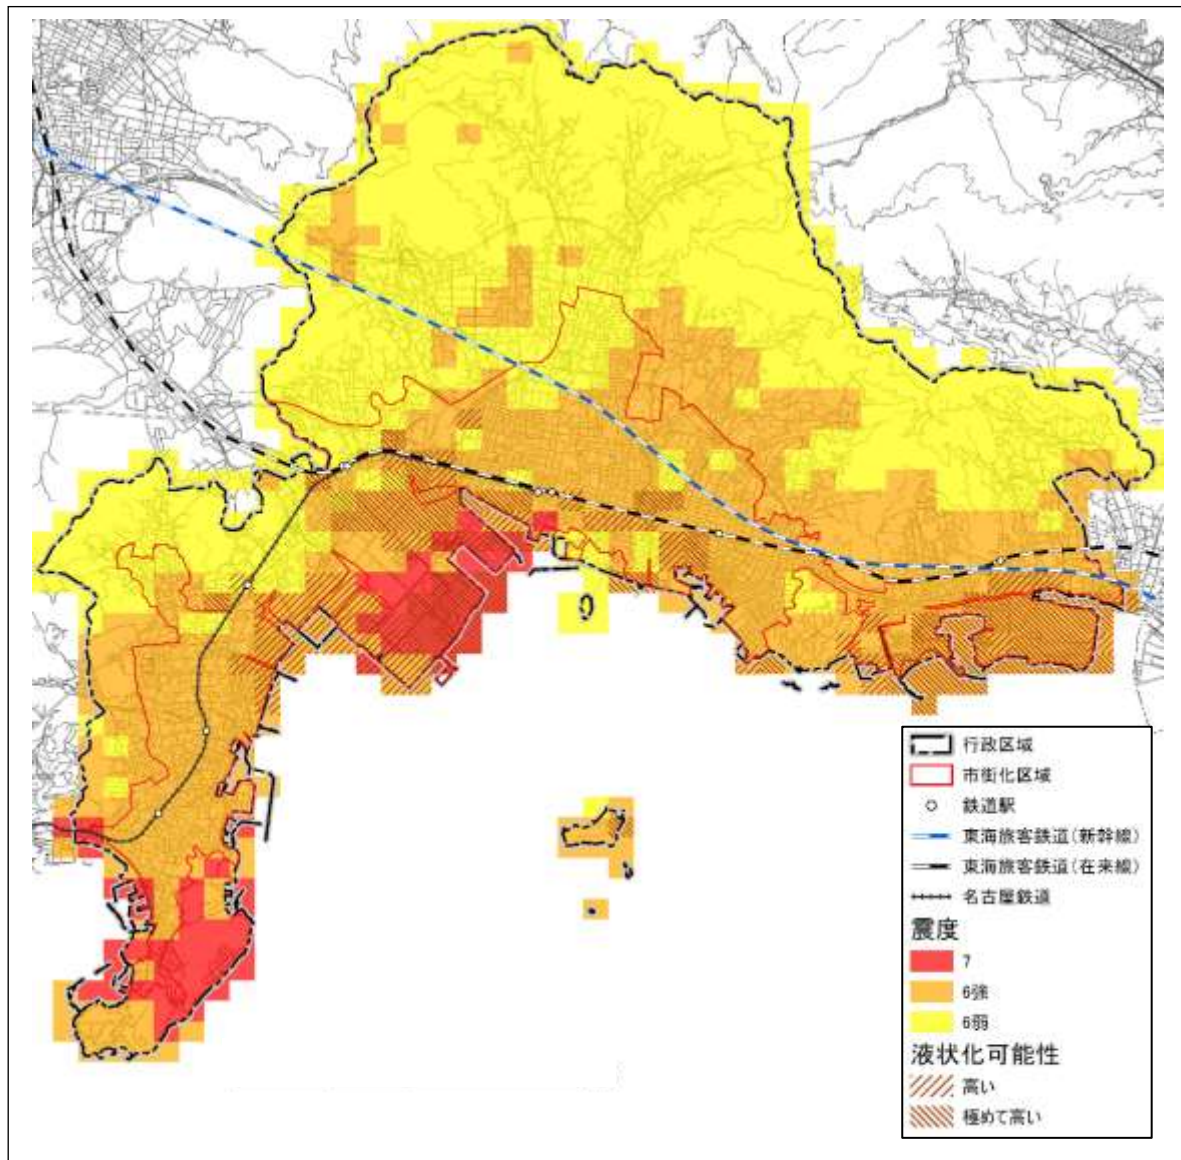 行政区域
市街化区域
鉄道駅
東海旅客鉄道(新幹線)
東海旅客鉄道(在来線)
名古屋鉄道
震度
7
6強
6弱
液状化可能性
高い
極めて高い